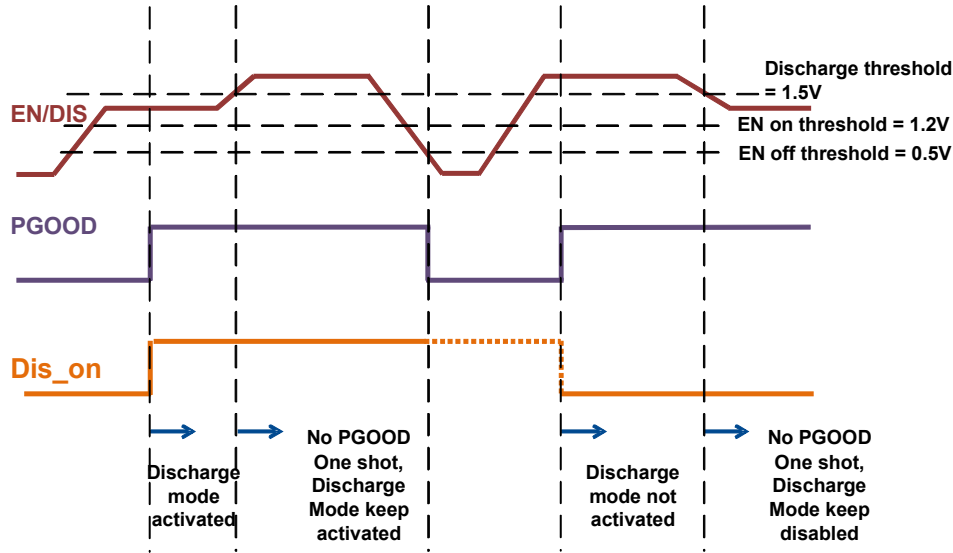 Discharge threshold
= 1.5V
EN/DIS
EN on threshold = 1.2V
EN off threshold = 0.5V
PGOOD
Dis_on
Discharge
mode
activated
No PGOOD
One shot,
Discharge
Mode keep
activated
Discharge
mode not
activated
No PGOOD
One shot,
Discharge
Mode keep
disabled